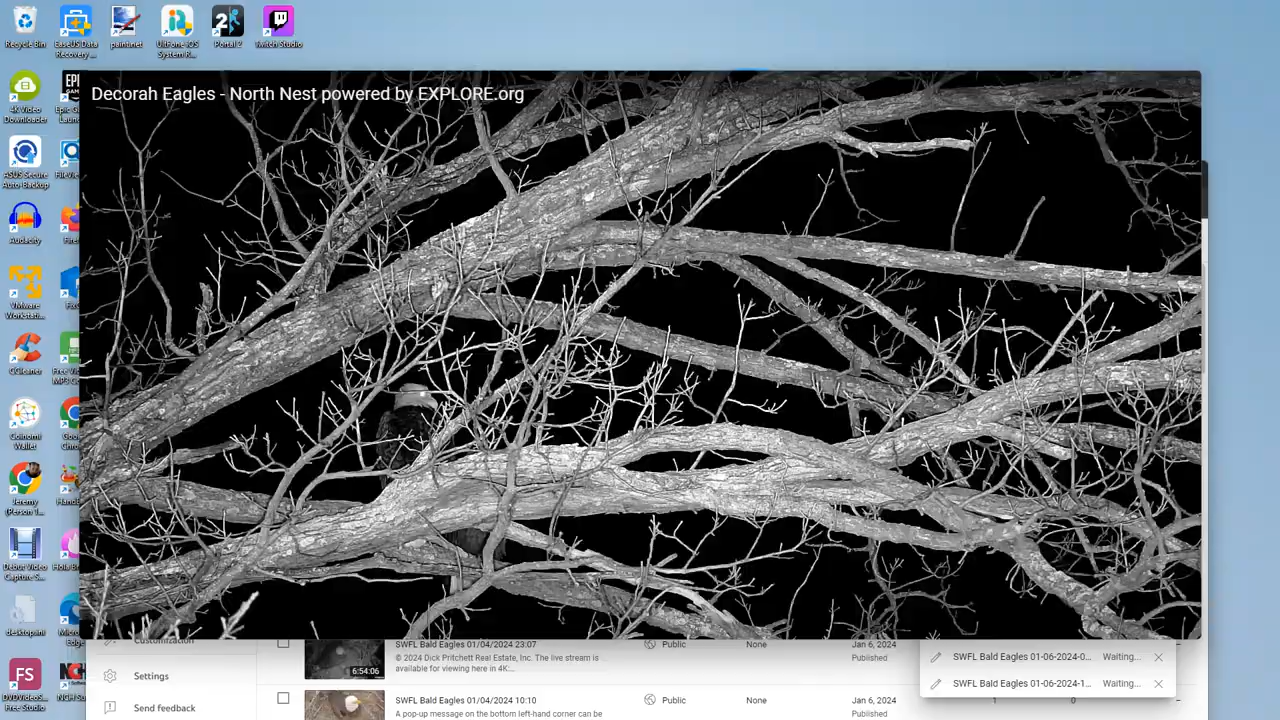 Recycle Bin
EaseUS Data Recovery ...
paint.net
UltFone iOS System R...
Portal 2
Twitch Studio
Decorah Eagles - North Nest powered by EXPLORE.org
4K Video Downloader
EPIC
ASUS Secure Auto-Backup
Audacity
VMware Workstati...
CCleaner
Coinomi Wallet
Jeremy (Person 1...
Debut Video Capture S...
desktop.ini
FS
DVDVideoS... Free Studio
Customization
Settings
Send feedback
6:54:06
SWFL Bald Eagles 01/04/2024 23.07
© 2024 Dick Pritchett Real Estate, Inc. The live stream is
available for viewing here in 4K:...
Public
None
Jan 6, 2024
Published
SWFL Bald Eagles 01/04/2024 10:10
A pop-up message on the bottom left-hand corner can be
Public
None
Jan 6, 2024
Published
1
0
SWFL Bald Eagles 01-06-2024-0...
Waiting...
SWFL Bald Eagles 01-06-2024-1...
Waiting...